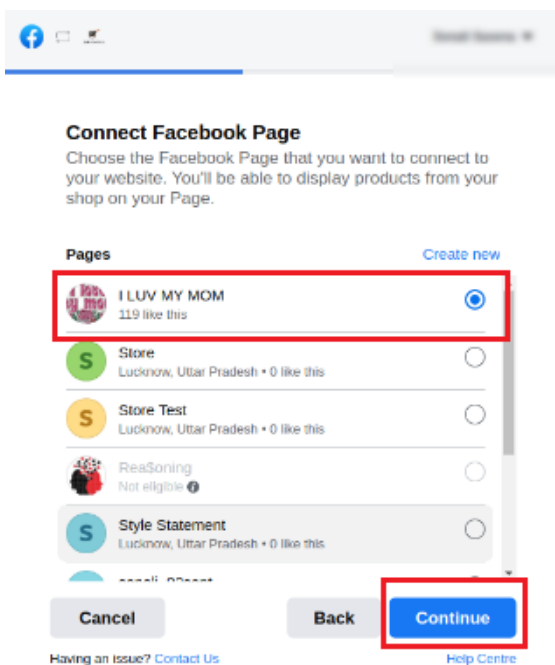 Connect Facebook Page
Choose the Facebook Page that you want to connect to
your website. You'll be able to display products from your
shop on your Page.
Pages
Create new
I LUV MY MOM
119 like this
Store
Lucknow, Uttar Pradesh • 0 like this
Store Test
Lucknow, Uttar Pradesh • 0 like this
Rea$oning
Not eligible
Style Statement
Lucknow, Uttar Pradesh • 0 like this
Cancel
Back
Continue
Having an issue? Contact Us
Help Centre